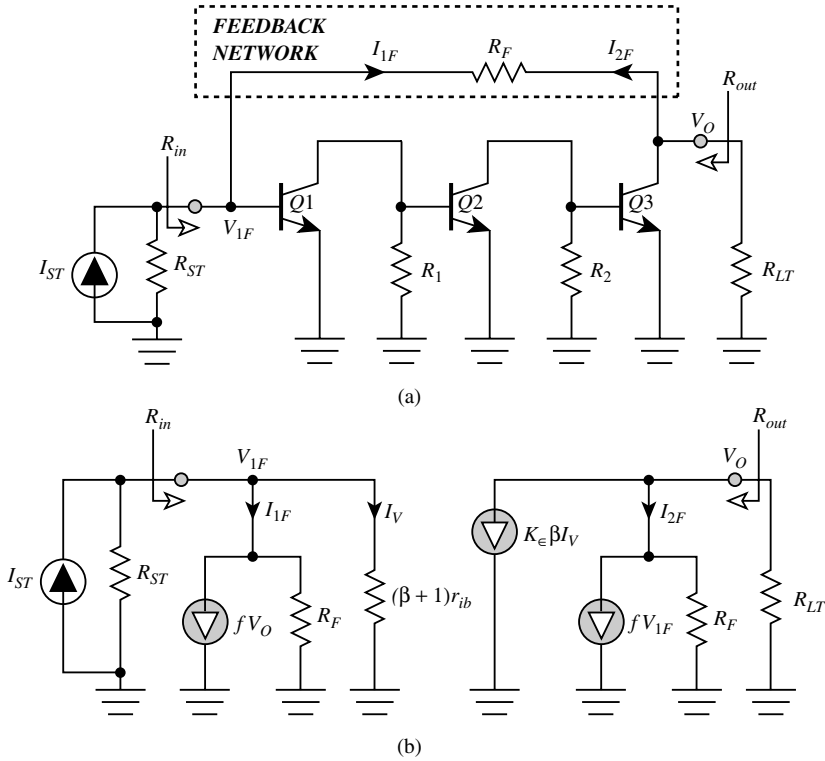 FEEDBACK
NETWORK
I1F
RF
I2F
Rout
VO
Rin
Q1
Q2
Q3
V1F
IST
RST
R1
R2
RLT
(a)
Rin
Rout
V1F
VO
I1F
IV
K∈βIV
I2F
IST
RST
fVO
RF
(β + 1)rib
fV1F
RF
RLT
(b)